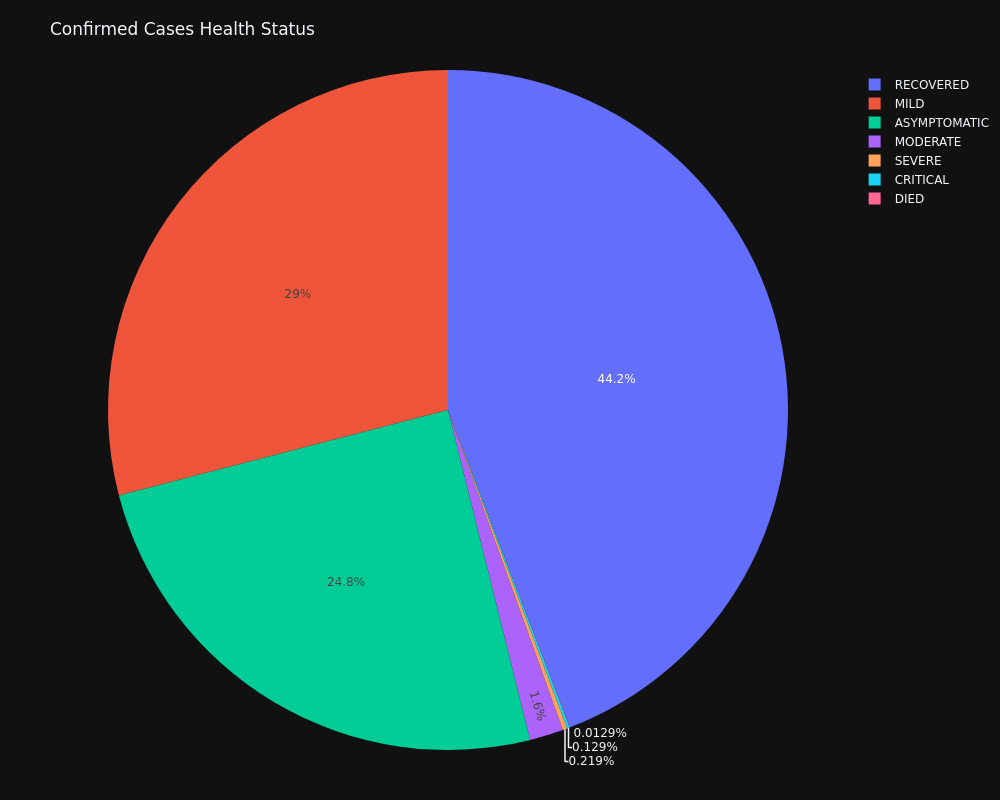 Confirmed Cases Health Status
RECOVERED
MILD
ASYMPTOMATIC
MODERATE
SEVERE
CRITICAL
DIED
29%
44.2%
24.8%
1.6%
0.0129%
0.129%
0.219%